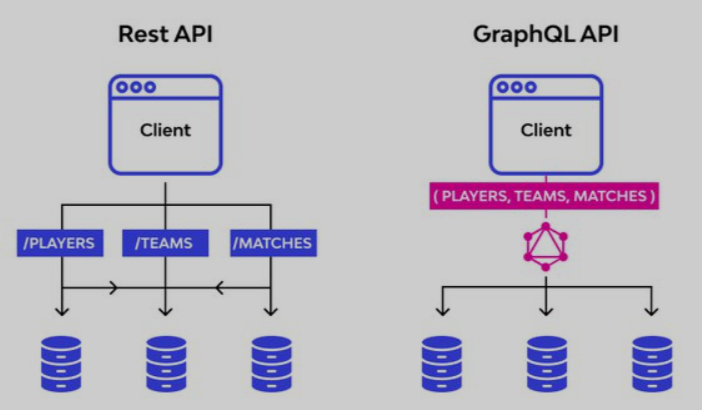 Rest API
GraphQL API
Client
Client
( PLAYERS, TEAMS, MATCHES )
/PLAYERS
/TEAMS
/MATCHES